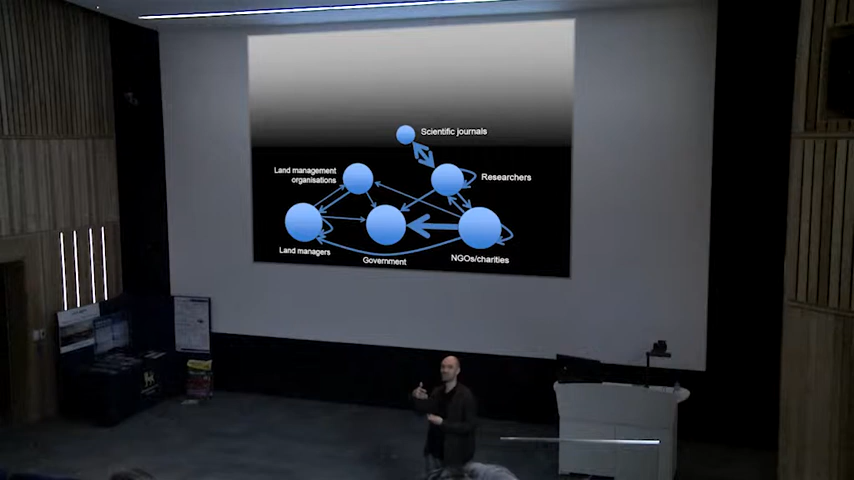 Scientific journals
Land management
organisations
Researchers
Land managers
Government
NGOs/charities